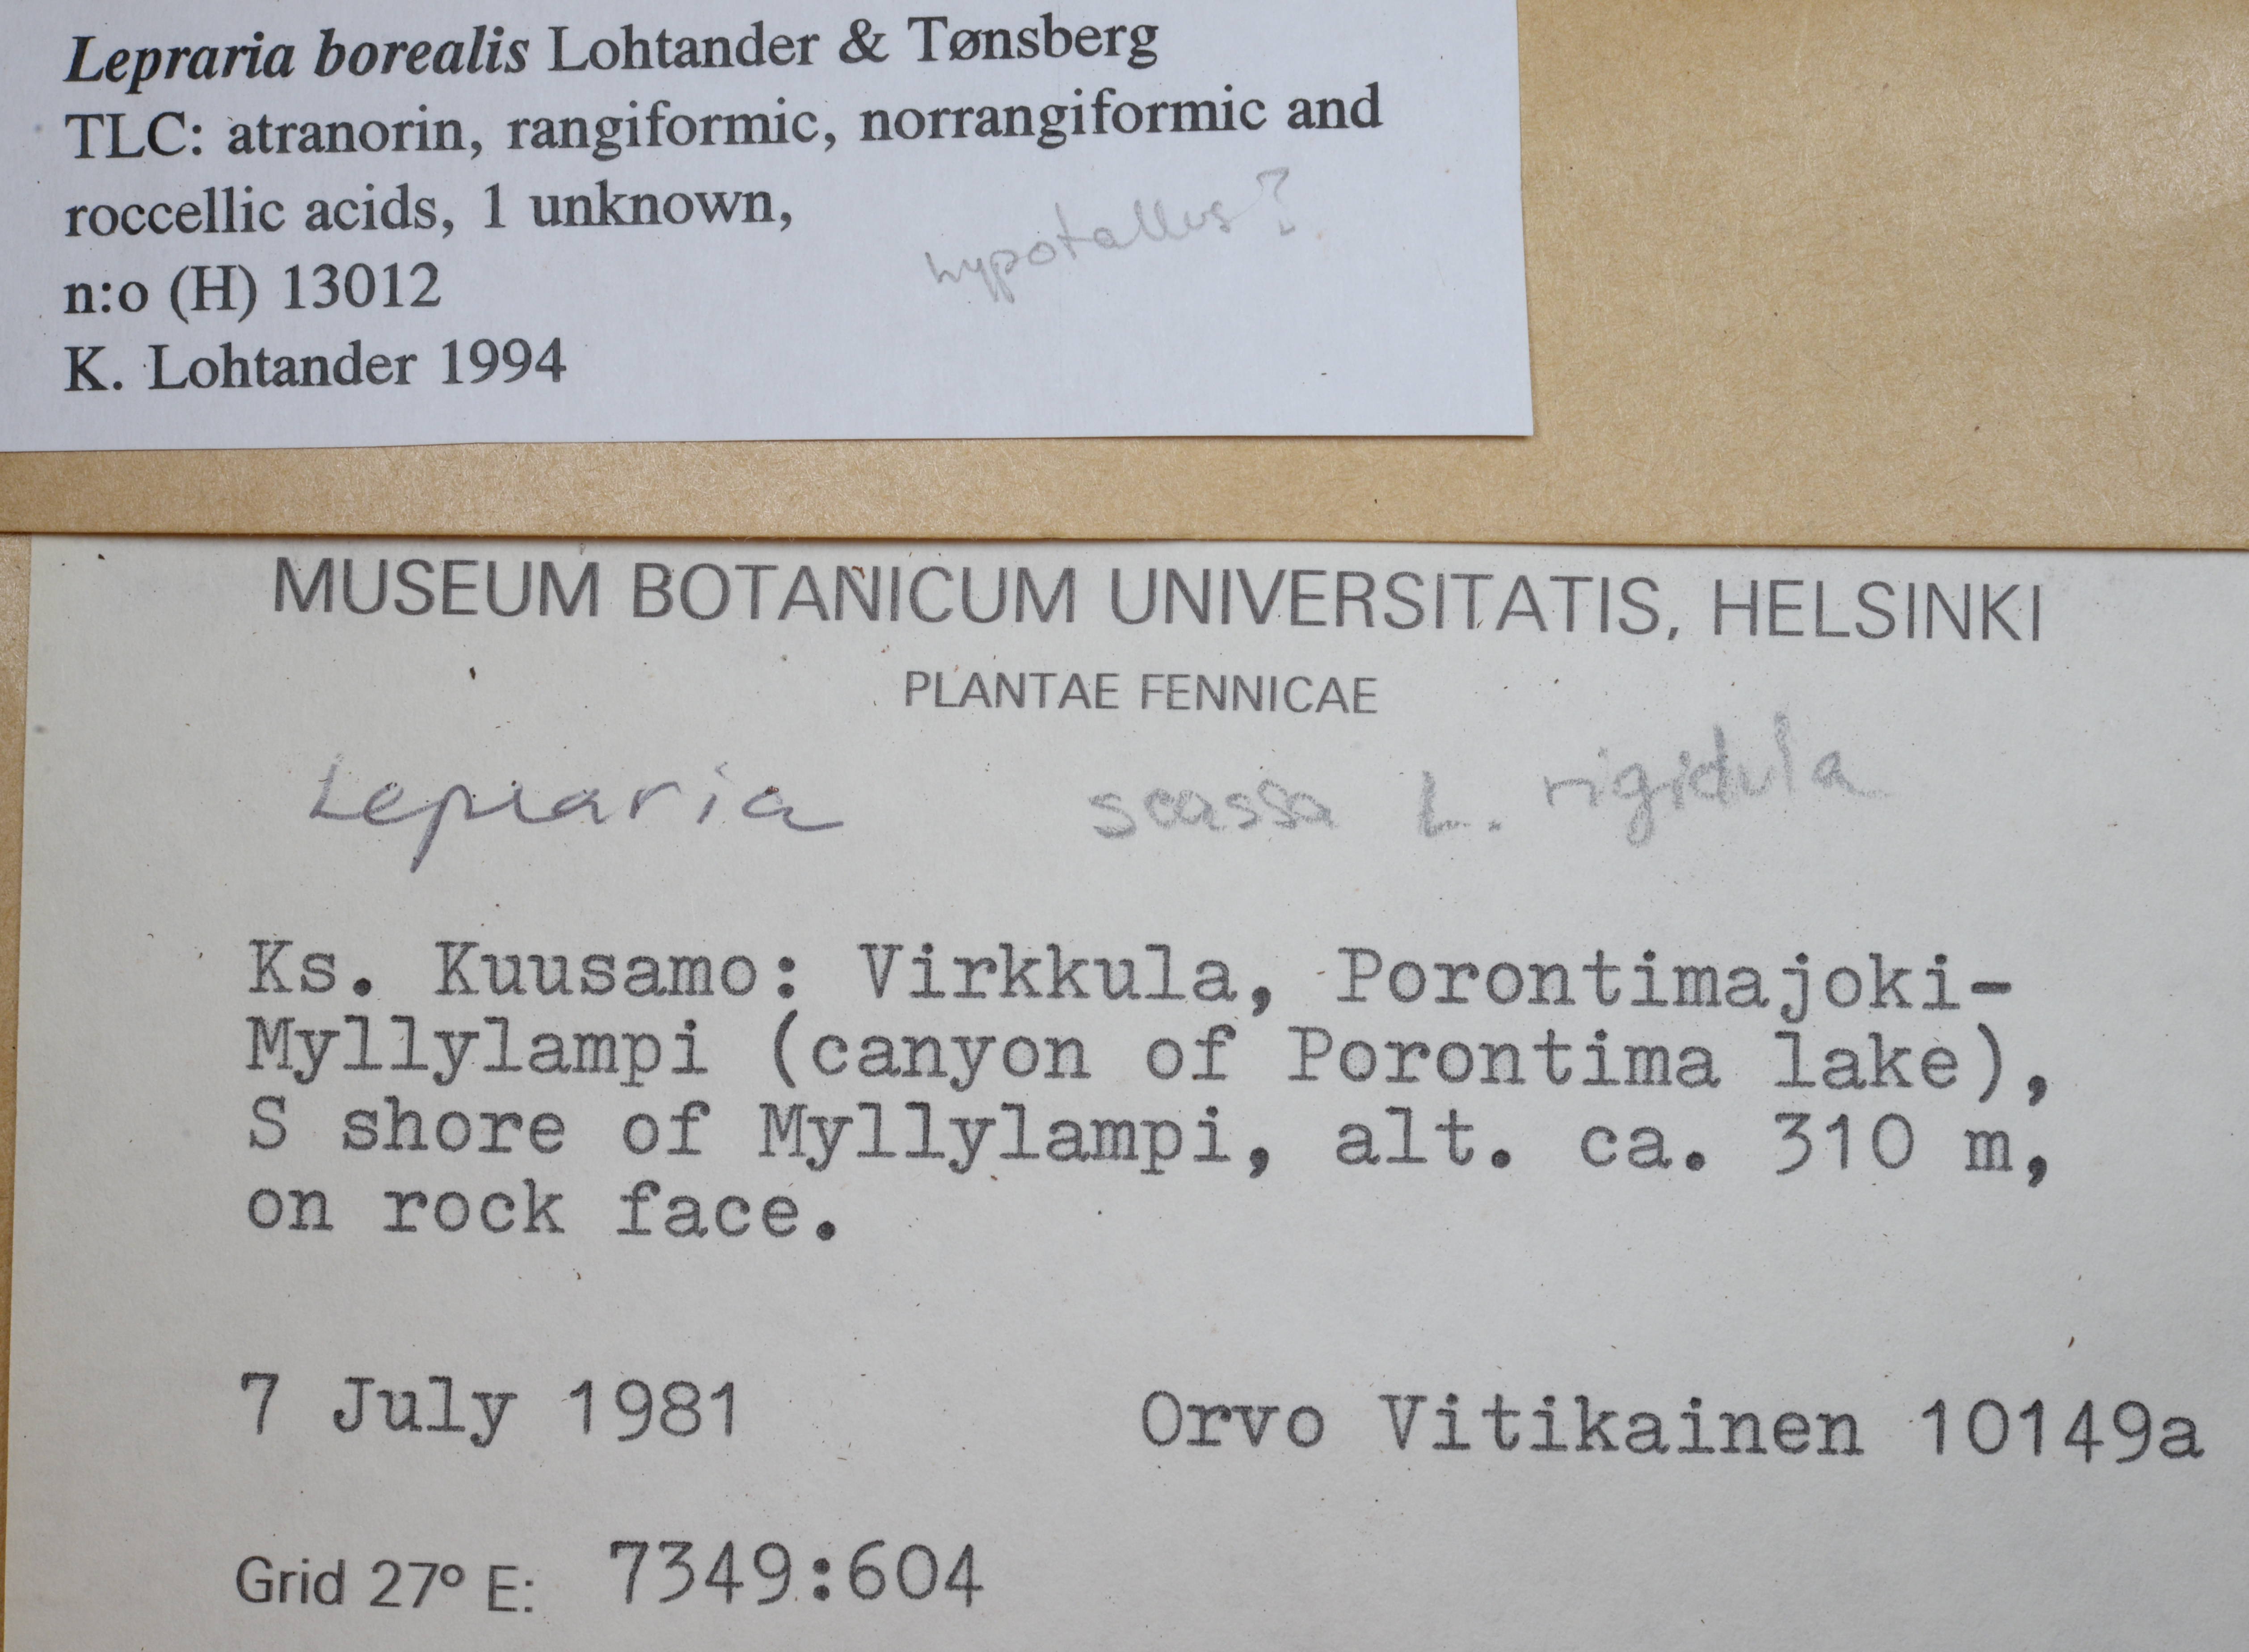 Lepraria borealis Lohtander & Tønsberg
TLC: atranorin, rangiformic, norrangiformic and
roccellic acids, 1 unknown,
hypotallus?
n:o (H) 13012
K. Lohtander 1994
MUSEUM BOTANICUM UNIVERSITATIS, HELSINKI
PLANTAE FENNICAE
Lepraria seassa L. rigidula
Ks. Kuusamo: Virkkula, Porontimajoki-
Myllylampi (canyon of Porontima lake),
S shore of Myllylampi, alt. ca. 310 m,
on rock face.
7 July 1981 Orvo Vitikainen 10149a
Grid 27° E: 7349:604